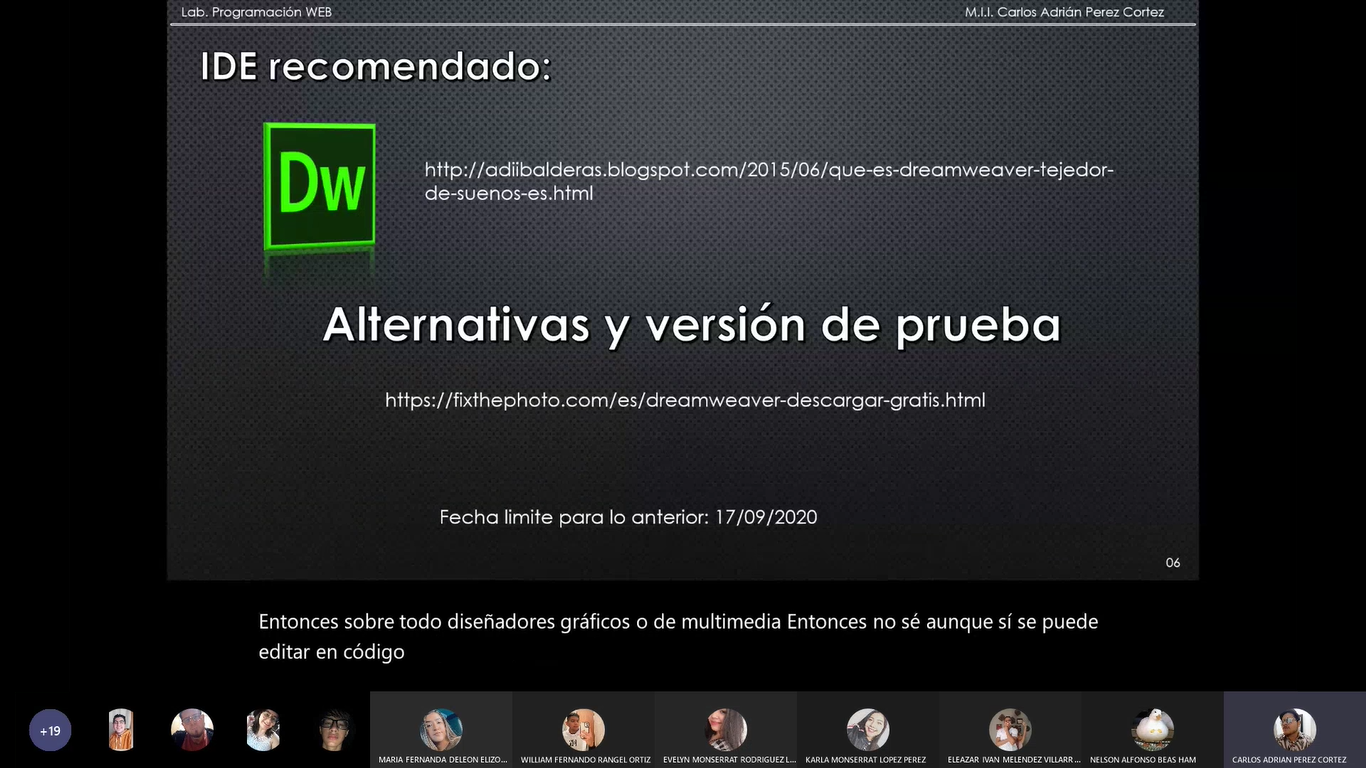 Lab. Programación WEB
M.I.I. Carlos Adrián Perez Cortez
IDE recomendado:
Dw
http://adiibalderas.blogspot.com/2015/06/que-es-dreamweaver-tejedor-
de-suenos-es.html
Alternativas y versión de prueba
https://fixthephoto.com/es/dreamweaver-descargar-gratis.html
Fecha limite para lo anterior: 17/09/2020
06
Entonces sobre todo diseñadores gráficos o de multimedia Entonces no sé aunque sí se puede
editar en código
+19
MARIA FERNANDA DELEON ELIZO...
WILLIAM FERNANDO RANGEL ORTIZ
EVELYN MONSERRAT RODRIGUEZ L...
KARLA MONSERRAT LOPEZ PEREZ
ELEAZAR IVAN MELENDEZ VILLARR...
NELSON ALFONSO BEAS HAM
CARLOS ADRIAN PEREZ CORTEZ